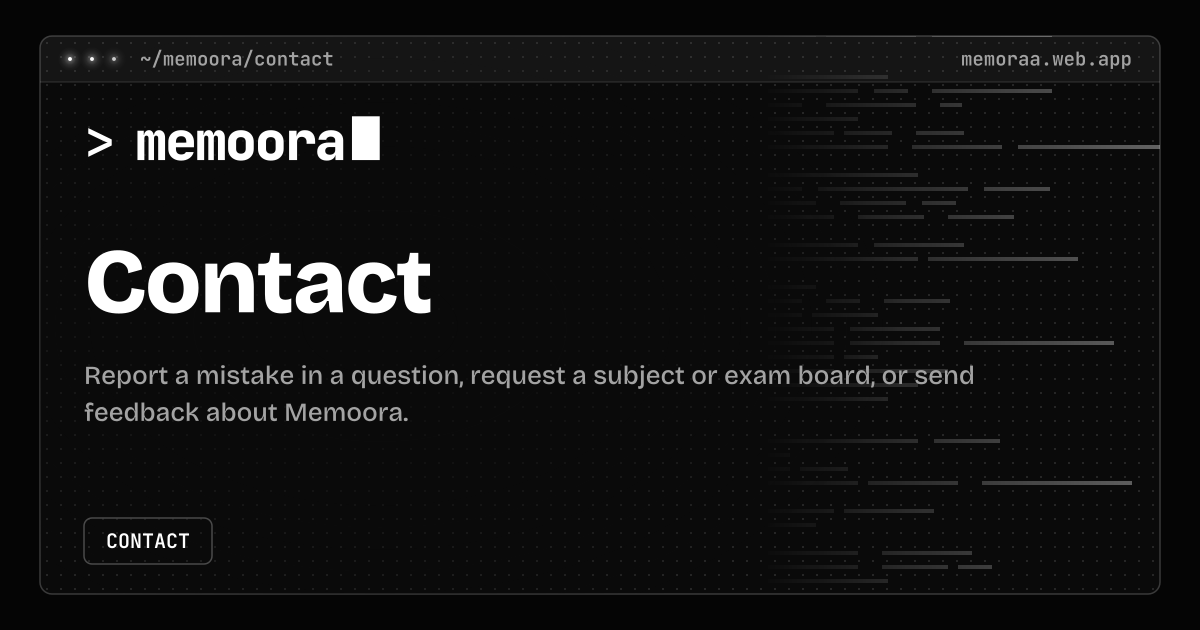 ~/memoora/contact
memoraa.web.app
> memoora
Contact
Report a mistake in a question, request a subject or exam board, or send
feedback about Memoora.
CONTACT